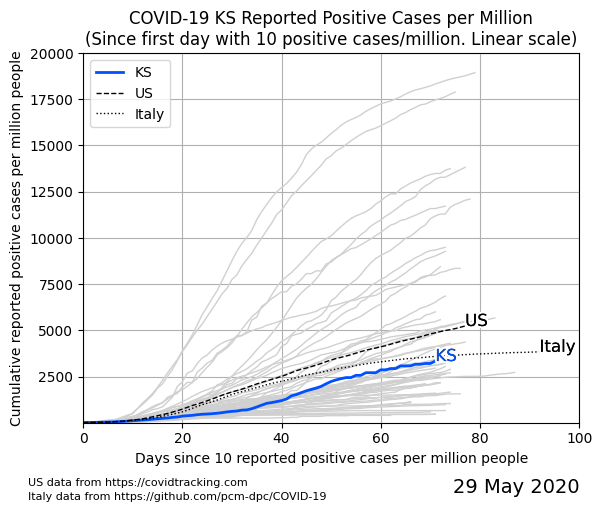 COVID-19 KS Reported Positive Cases per Million
(Since first day with 10 positive cases/million. Linear scale)
Cumulative reported positive cases per million people
20000
17500
15000
12500
10000
7500
5000
2500
KS
US
Italy
US
Italy
KS
0
20
40
60
80
100
Days since 10 reported positive cases per million people
US data from https://covidtracking.com
Italy data from https://github.com/pcm-dpc/COVID-19
29 May 2020